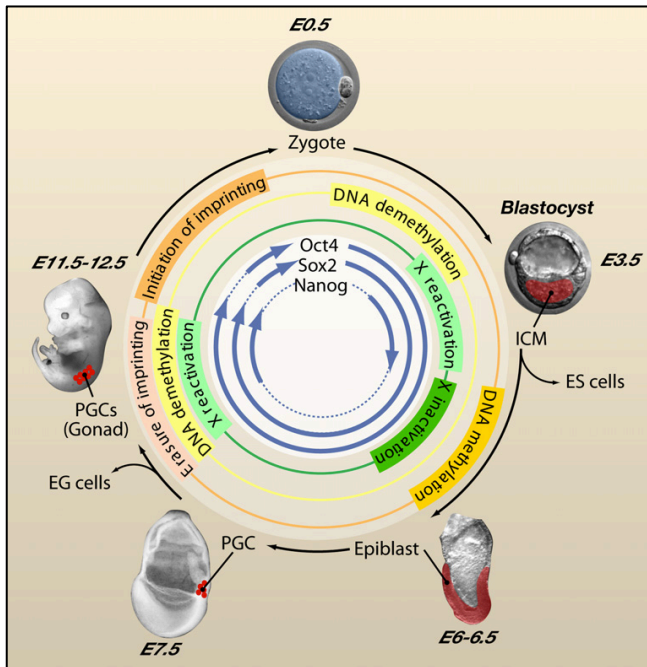 E0.5
Zygote
Initiation of imprinting
DNA demethylation
Blastocyst
E3.5
Oct4
Sox2
Nanog
E11.5-12.5
X reactivation
ICM
ES cells
PGCs
(Gonad)
Erasure of imprinting
DNA demethylation
X reactivation
X inactivation
DNA methylation
EG cells
PGC
Epiblast
E7.5
E6-6.5